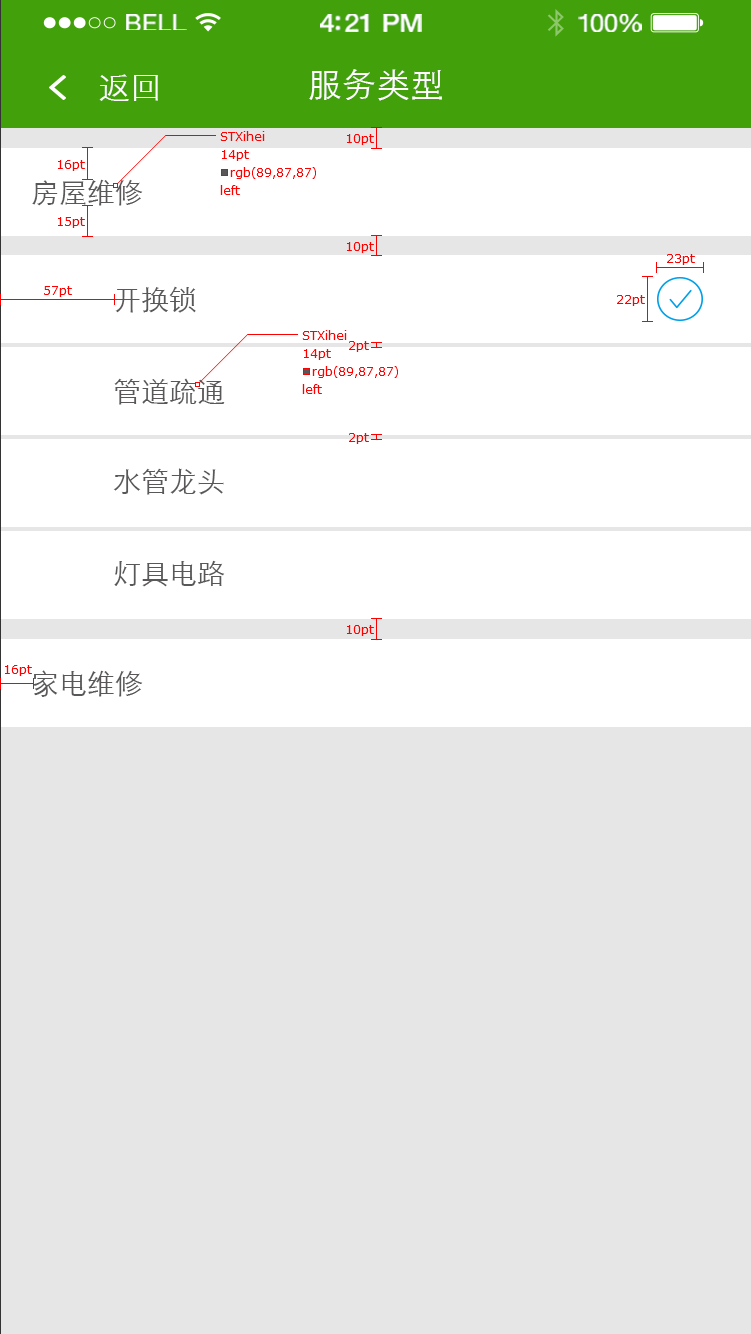 BELL 4:21 PM 100%
返回 服务类型
10pt
STXihei
14pt
rgb(89,87,87)
left
16pt
房屋维修
15pt
10pt
23pt
57pt
开换锁
22pt
STXihei
2pt
14pt
rgb(89,87,87)
left
管道疏通
2pt
水管龙头
灯具电路
10pt
16pt
家电维修